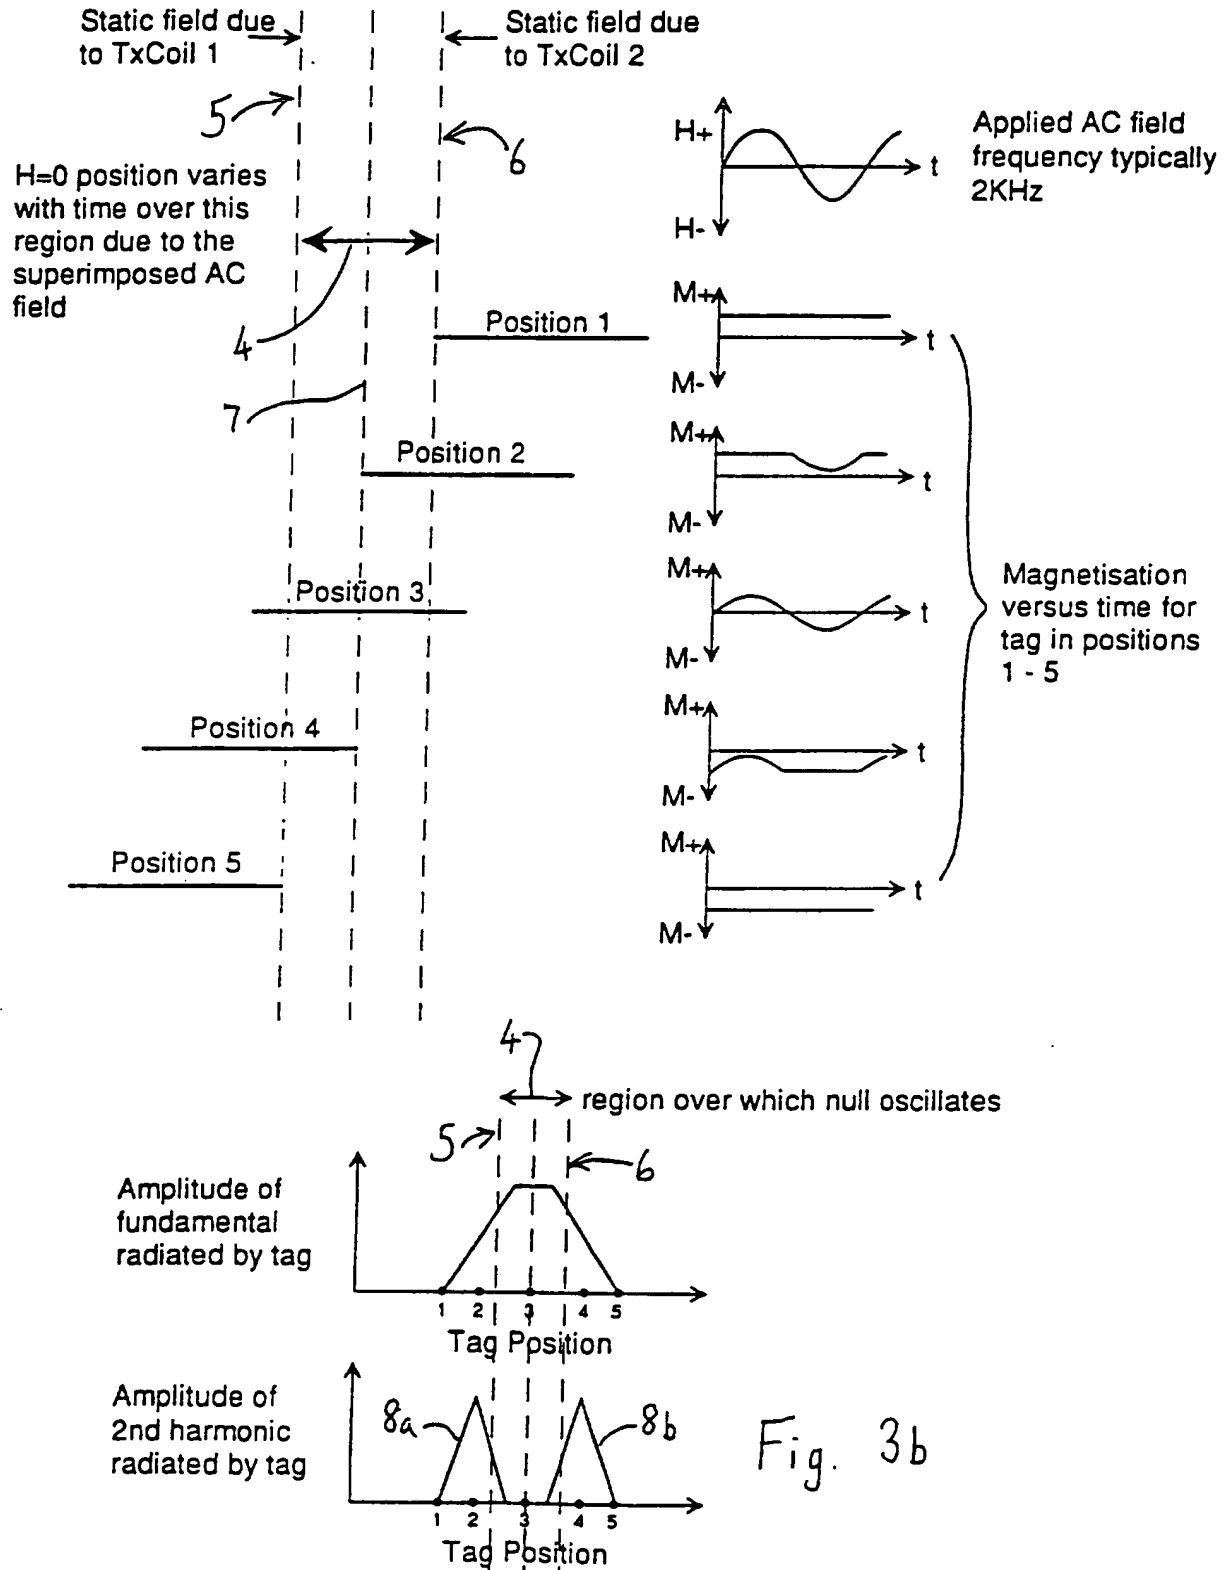 Static field due
to TxCoil 1
Static field due
to TxCoil 2
5
6
H=0 position varies
with time over this
region due to the
superimposed AC
field
4
7
H+
t
H-
Applied AC field
frequency typically
2KHz
Position 1
M+
t
M-
Position 2
M+
t
M-
Position 3
M+
t
M-
Position 4
M+
t
M-
Position 5
M+
t
M-
Magnetisation
versus time for
tag in positions
1 - 5
4
region over which null oscillates
5
6
Amplitude of
fundamental
radiated by tag
1 2 3 4 5
Tag Position
Amplitude of
2nd harmonic
radiated by tag
8a
8b
1 2 3 4 5
Tag Position
Fig. 3b